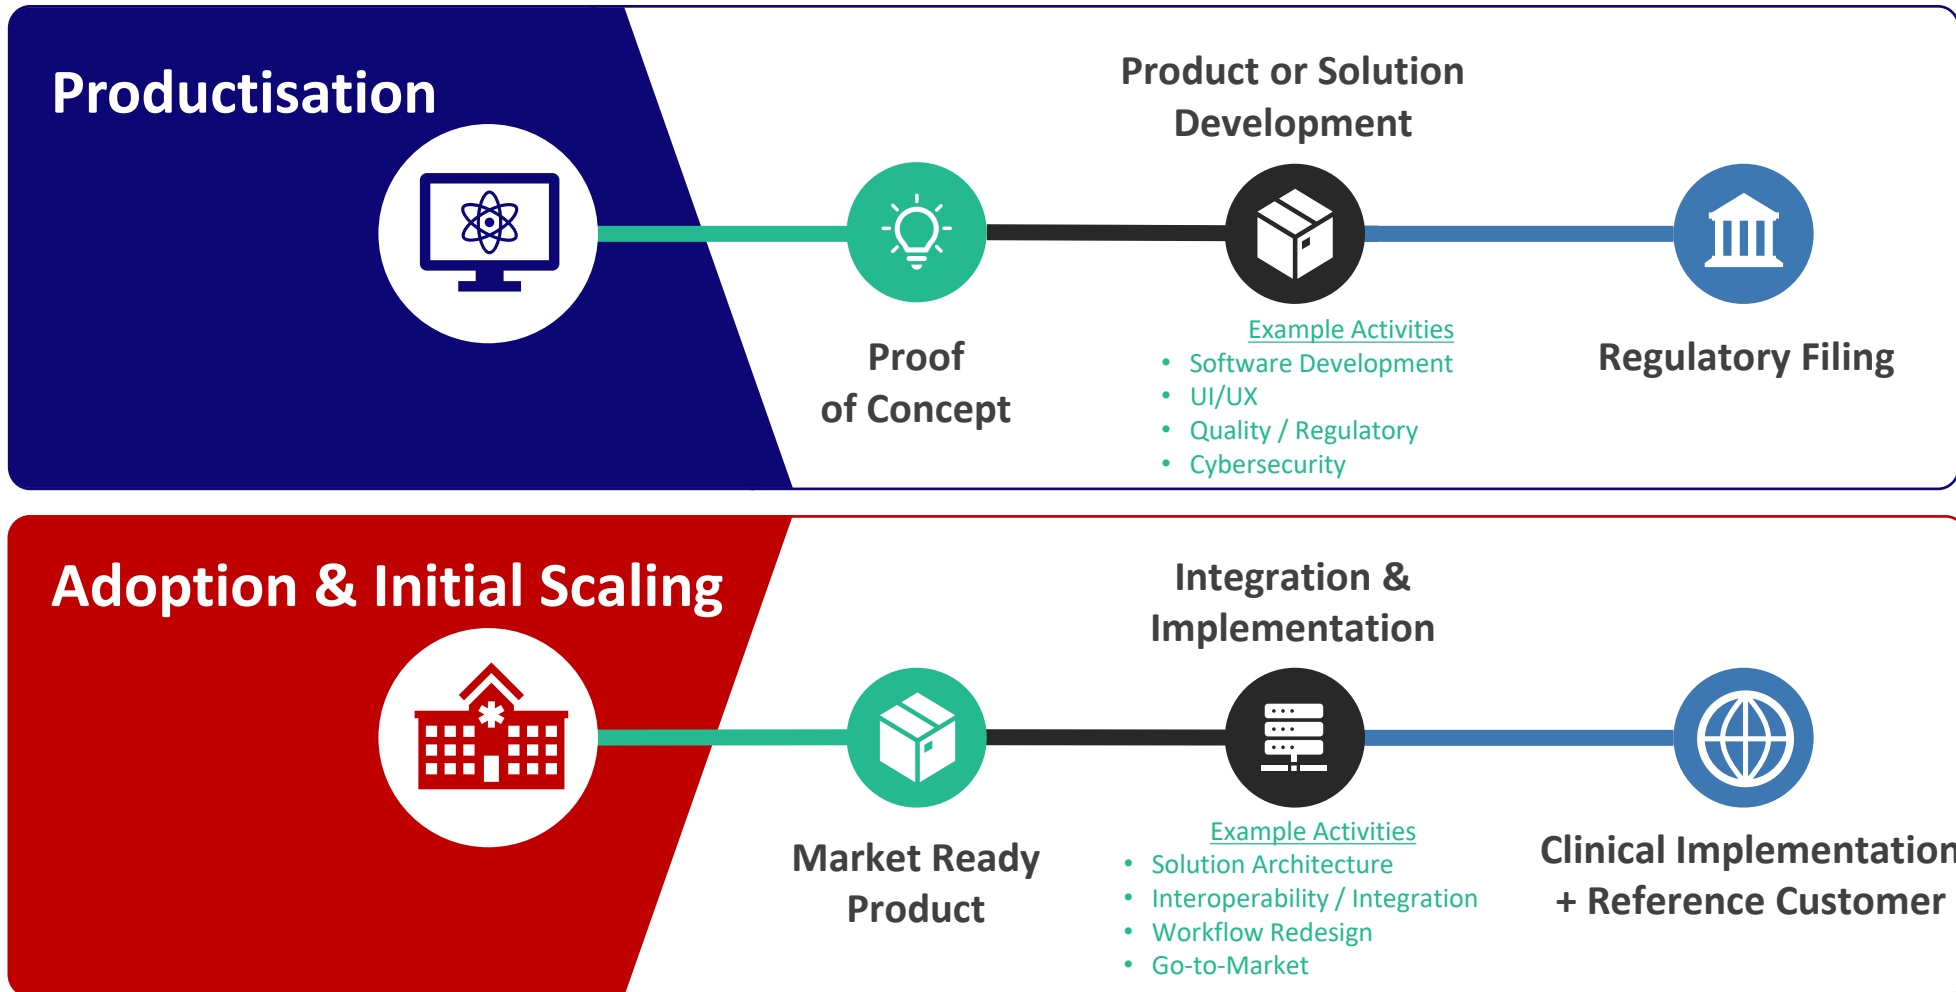 Productisation
Proof
of Concept
Product or Solution
Development
Example Activities
• Software Development
• UI/UX
• Quality / Regulatory
• Cybersecurity
Regulatory Filing
Adoption & Initial Scaling
Market Ready
Product
Integration &
Implementation
Example Activities
• Solution Architecture
• Interoperability / Integration
• Workflow Redesign
• Go-to-Market
Clinical Implementation
+ Reference Customer